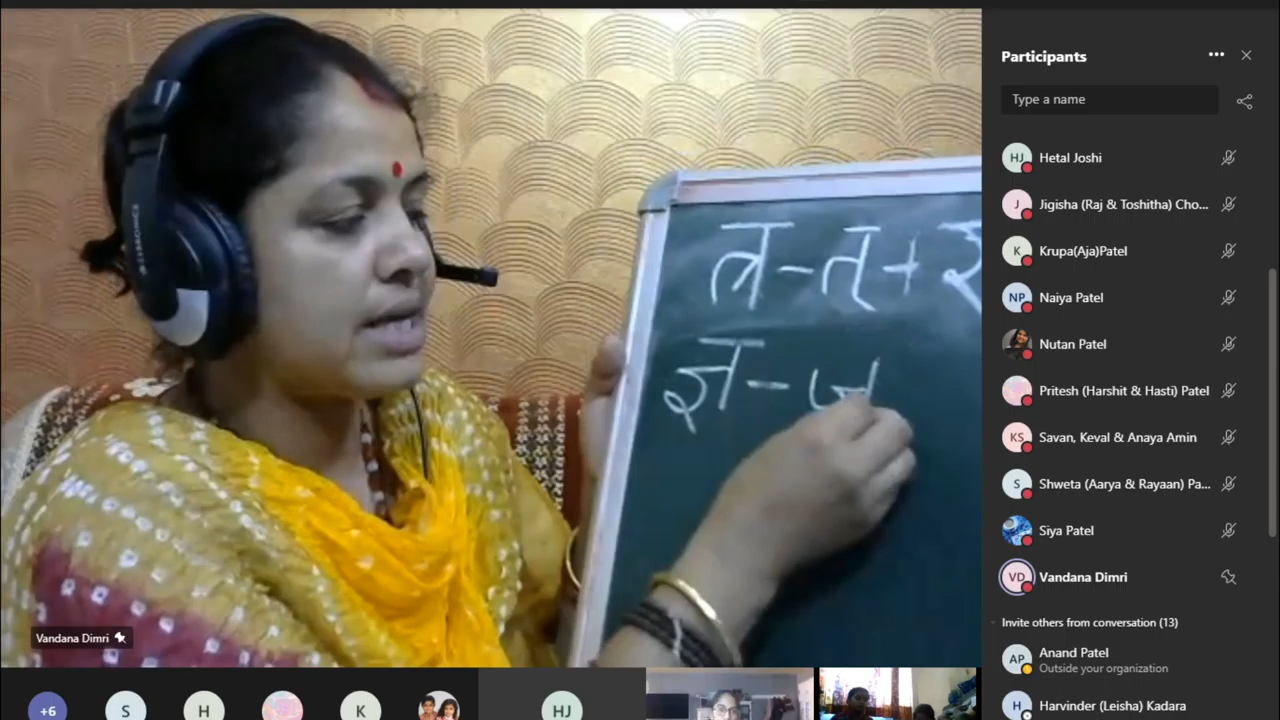 Participants
Type a name
HJ Hetal Joshi
J Jigisha (Raj & Toshitha) Cho...
K Krupa(Aja)Patel
NP Naiya Patel
Nutan Patel
Pritesh (Harshit & Hasti) Patel
KS Savan, Keval & Anaya Amin
S Shweta (Aarya & Rayaan) Pa...
Siya Patel
VD Vandana Dimri
Invite others from conversation (13)
AP Anand Patel
Outside your organization
H Harvinder (Leisha) Kadara
त्र – त् + र
ज्ञ – ज
Vandana Dimri
+6 S H K HJ